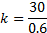 k = 30/0.6